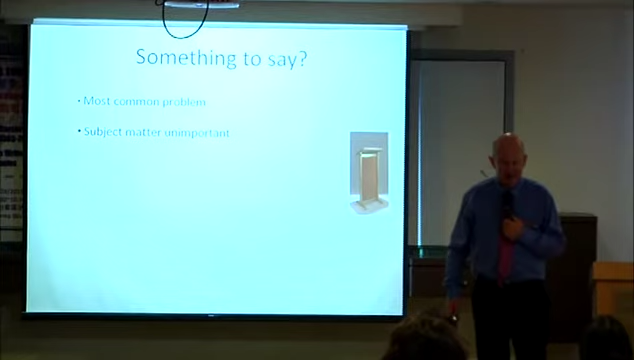 Something to say?
• Most common problem
• Subject matter unimportant